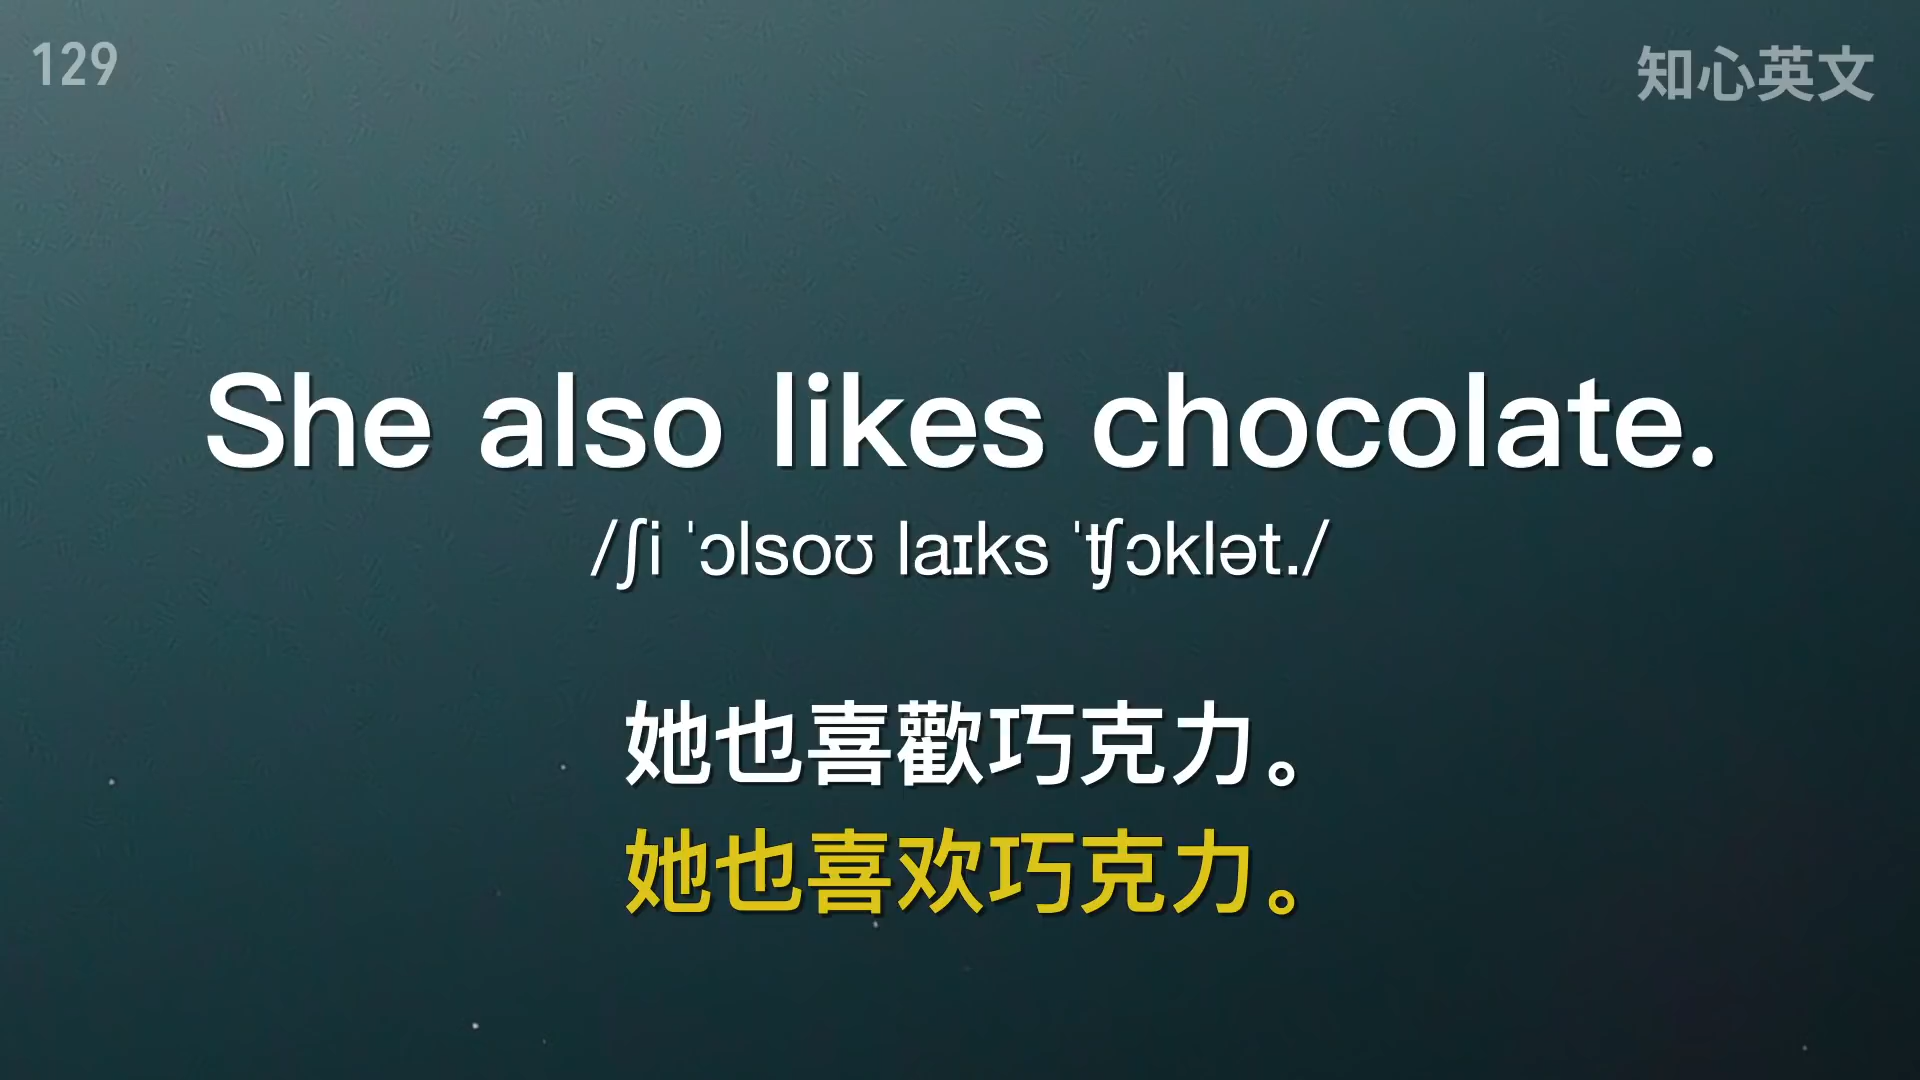 129
知心英文
She also likes chocolate.
/ʃi ˈɔlsoʊ laɪks ˈʧɔklət./
她也喜歡巧克力。
她也喜欢巧克力。